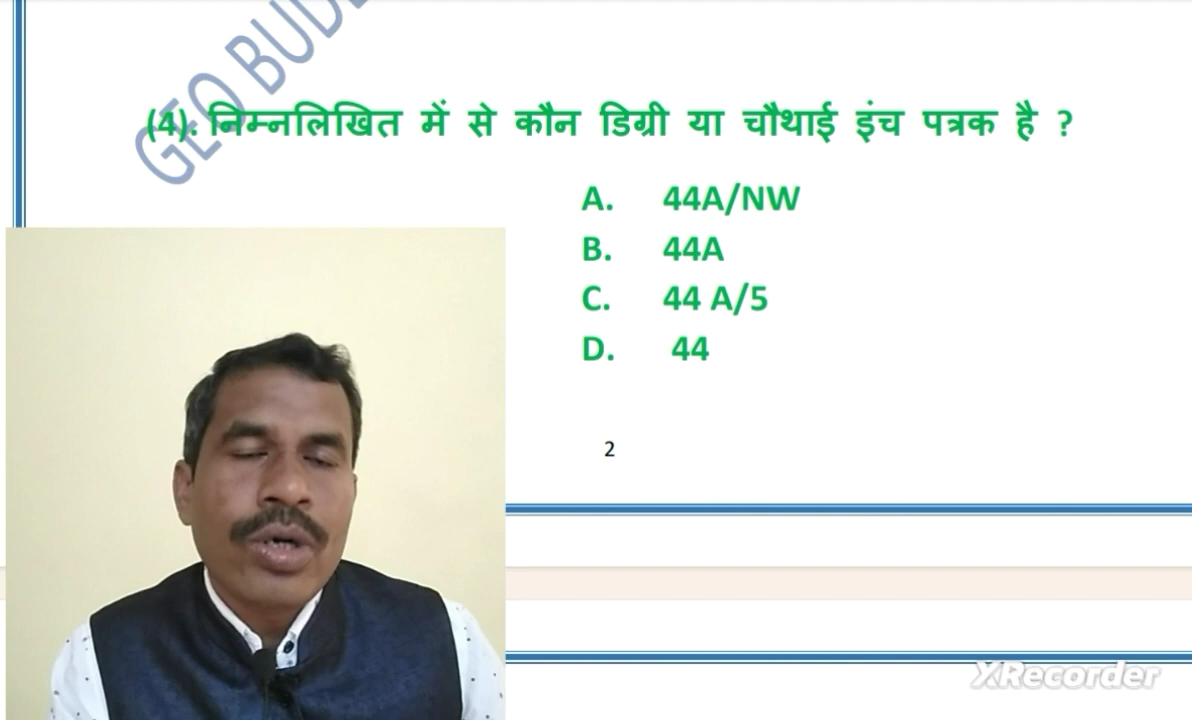 GEO BUD
(4). निम्नलिखित में से कौन डिग्री या चौथाई इंच पत्रक है ?
A. 44A/NW
B. 44A
C. 44 A/5
D. 44
2
XRecorder